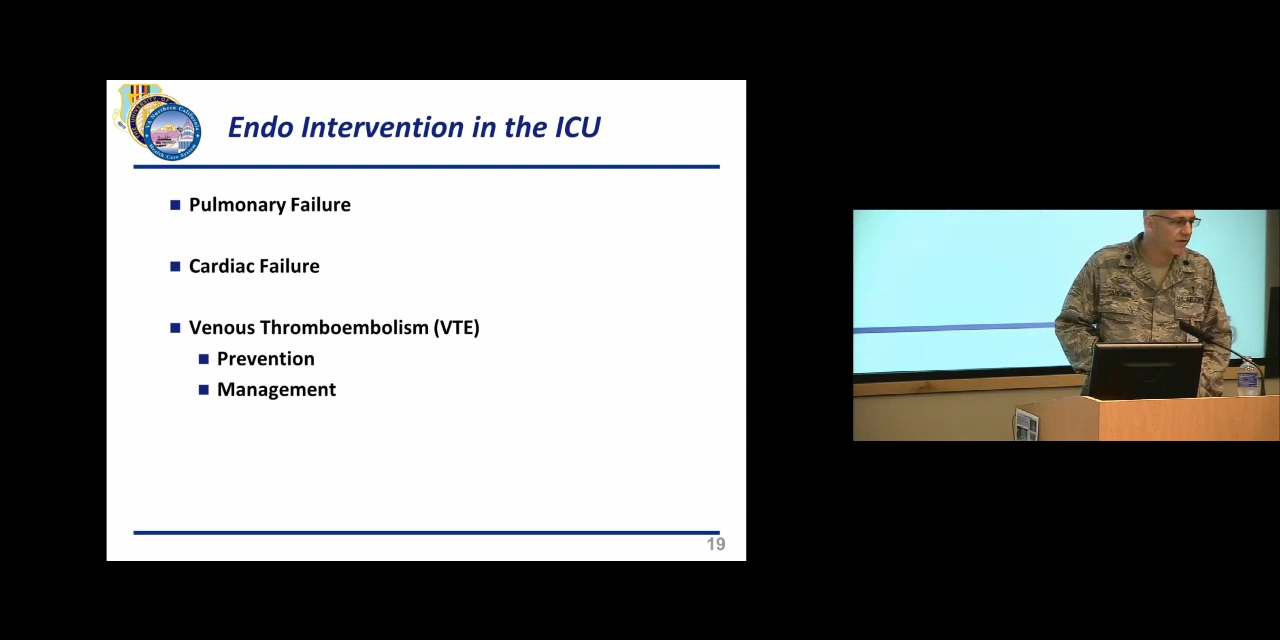 Endo Intervention in the ICU
Pulmonary Failure
Cardiac Failure
Venous Thromboembolism (VTE)
Prevention
Management
19